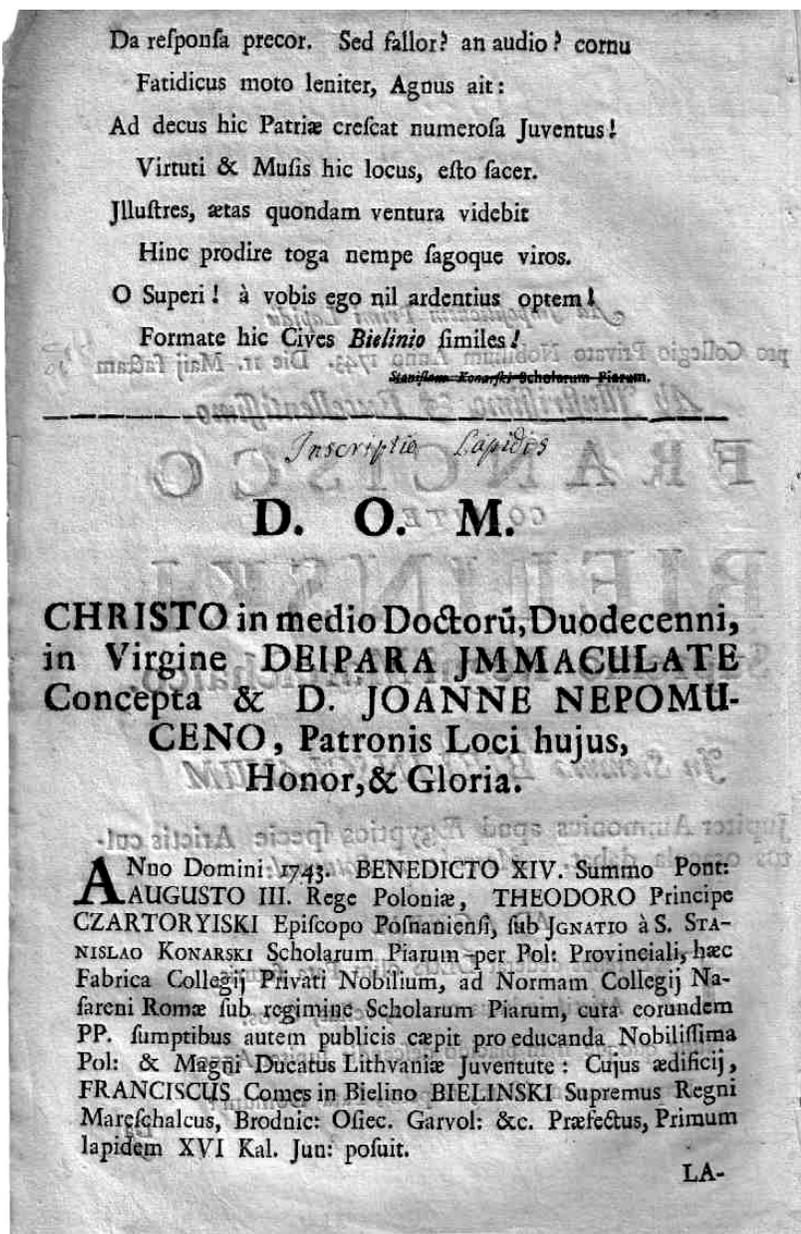 Da reſponſa precor. Sed fallor? an audio? cornu
Fatidicus moto leniter, Agnus ait:
Ad decus hic Patriæ creſcat numeroſa Juventus!
Virtuti & Muſis hic locus, eſto ſacer.
Jlluſtres, ætas quondam ventura videbit
Hinc prodire toga nempe ſagoque viros.
O Superi! à vobis ego nil ardentius optem!
Formate hic Cives Bielinio ſimiles!
Staniſlaus Konarſki Scholarum Piarum.
Inscriptio Lapidis
D. O. M.
CHRISTO in medio Doctorū, Duodecenni,
in Virgine DEIPARA JMMACULATE
Concepta & D. JOANNE NEPOMU-
CENO, Patronis Loci hujus,
Honor, & Gloria.
ANno Domini 1743. BENEDICTO XIV. Summo Pont:
AUGUSTO III. Rege Poloniæ, THEODORO Principe
CZARTORYISKI Epiſcopo Poſnanienſi, ſub JGNATIO à S. STA-
NISLAO KONARSKI Scholarum Piarum per Pol: Provinciali, hæc
Fabrica Collegij Privati Nobilium, ad Normam Collegij Na-
ſareni Romæ ſub regimine Scholarum Piarum, cura eorundem
PP. ſumptibus autem publicis cæpit pro educanda Nobiliſſima
Pol: & Magni Ducatus Lithvaniæ Juventute: Cujus ædificij,
FRANCISCUS Comes in Bielino BIELINSKI Supremus Regni
Mareſchalcus, Brodnic: Oſiec. Garvol: &c. Præfectus, Primum
lapidem XVI Kal. Jun: poſuit.
LA-